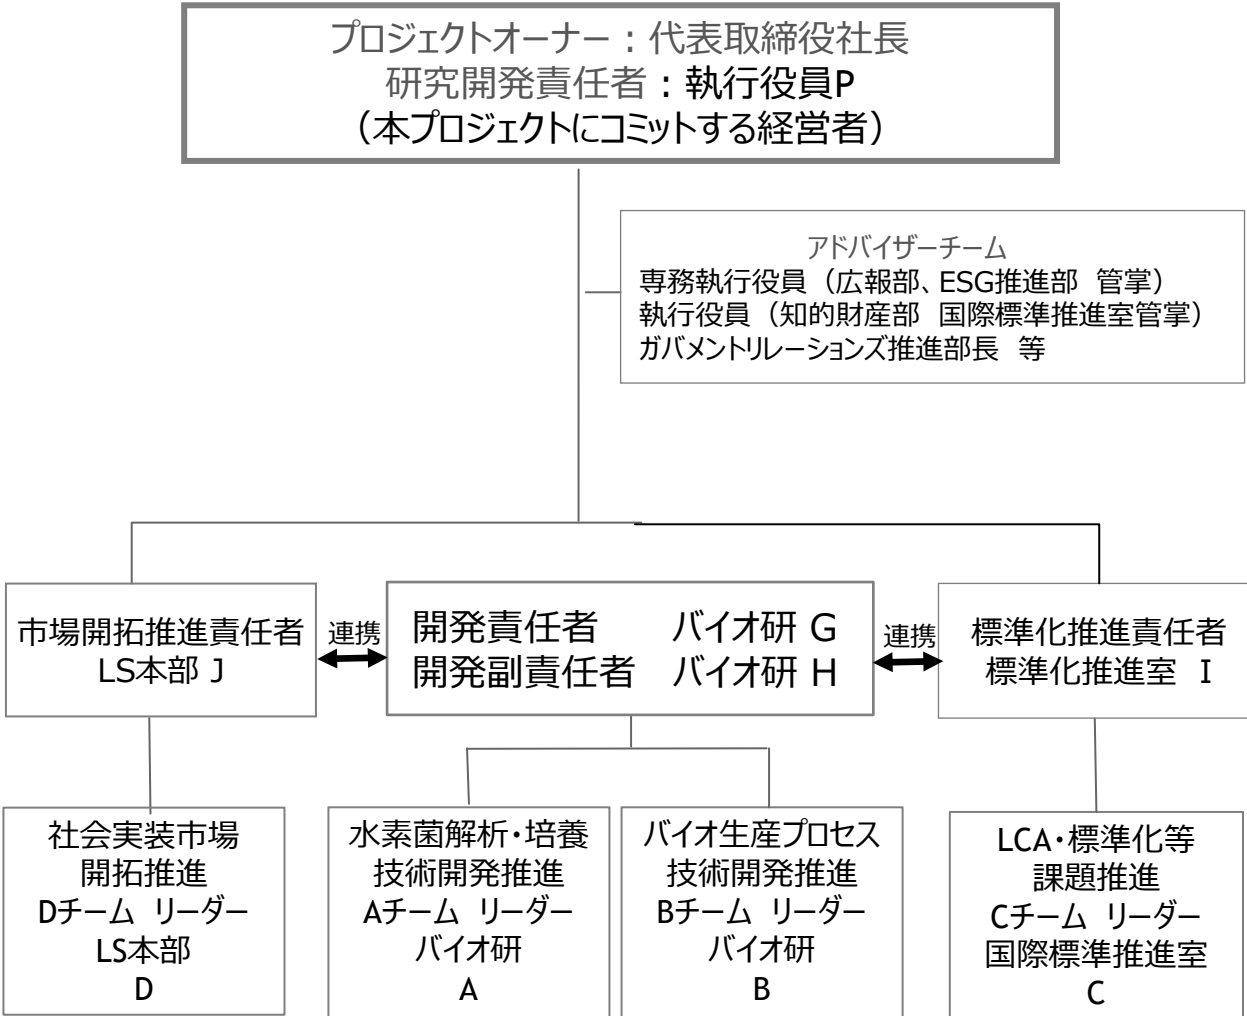 プロジェクトオーナー：代表取締役社長
研究開発責任者：執行役員P
（本プロジェクトにコミットする経営者）
アドバイザーチーム
専務執行役員（広報部、ESG推進部 管掌）
執行役員（知的財産部 国際標準推進室管掌）
ガバメントリレーションズ推進部長 等
市場開拓推進責任者
LS本部 J
連携
開発責任者 バイオ研 G
開発副責任者 バイオ研 H
連携
標準化推進責任者
標準化推進室 I
社会実装市場
開拓推進
Dチーム リーダー
LS本部
D
水素菌解析・培養
技術開発推進
Aチーム リーダー
バイオ研
A
バイオ生産プロセス
技術開発推進
Bチーム リーダー
バイオ研
B
LCA・標準化等
課題推進
Cチーム リーダー
国際標準推進室
C